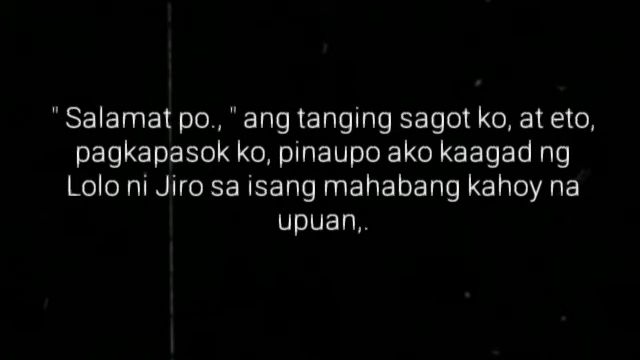 " Salamat po., " ang tanging sagot ko, at eto,
pagkapasok ko, pinaupo ako kaagad ng
Lolo ni Jiro sa isang mahabang kahoy na
upuan,.